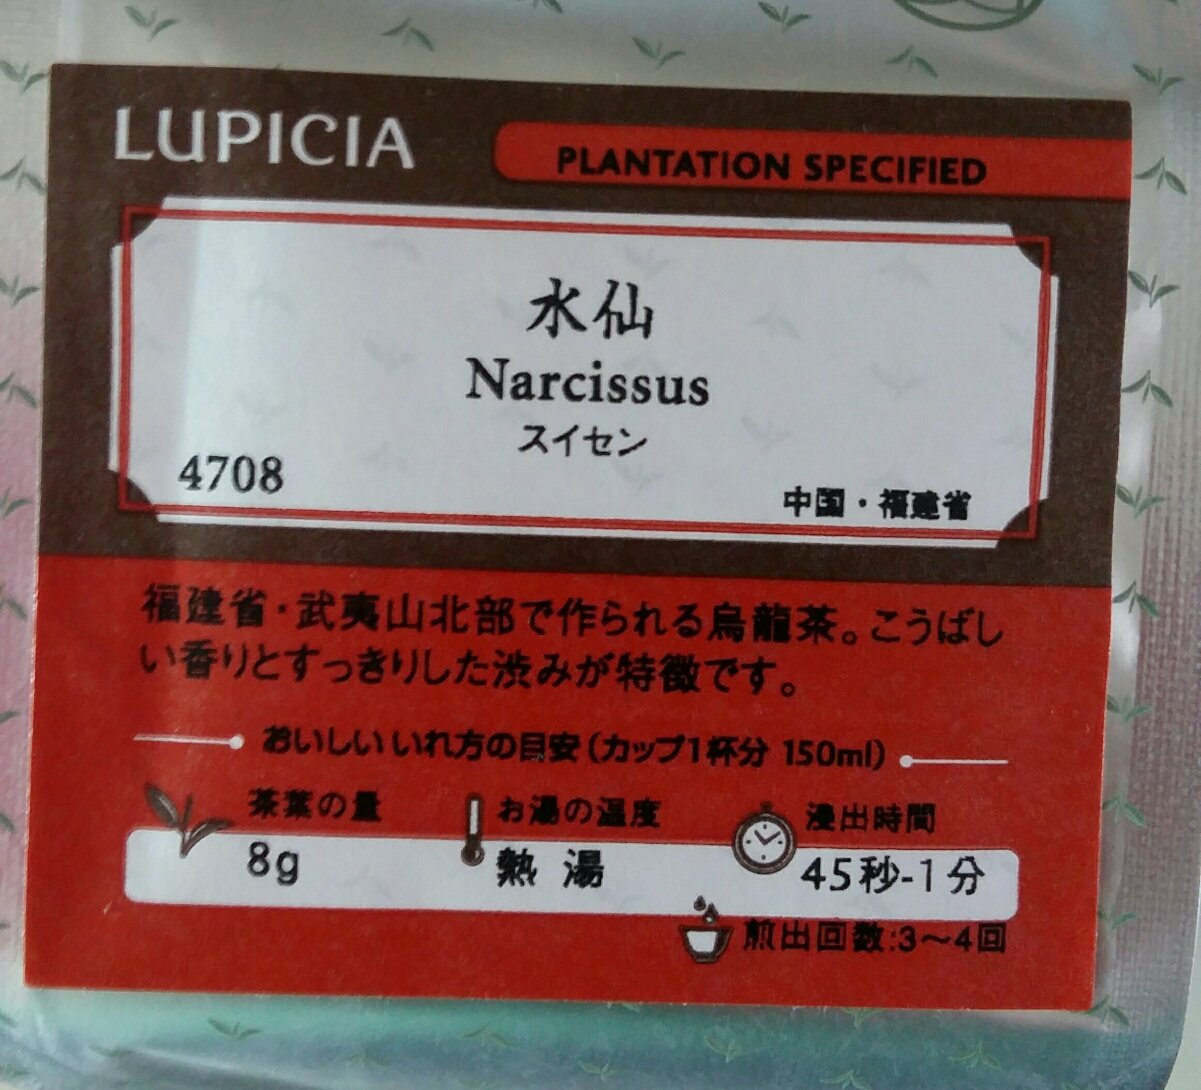 LUPICIA
PLANTATION SPECIFIED
水仙
Narcissus
スイセン
4708
中国・福建省
福建省・武夷山北部で作られる烏龍茶。こうばし
い香りとすっきりした渋みが特徴です。
おいしいいれ方の目安(カップ1杯分 150ml)
茶葉の量
お湯の温度
浸出時間
8g
熱湯
45秒-1分
煎出回数:3～4回